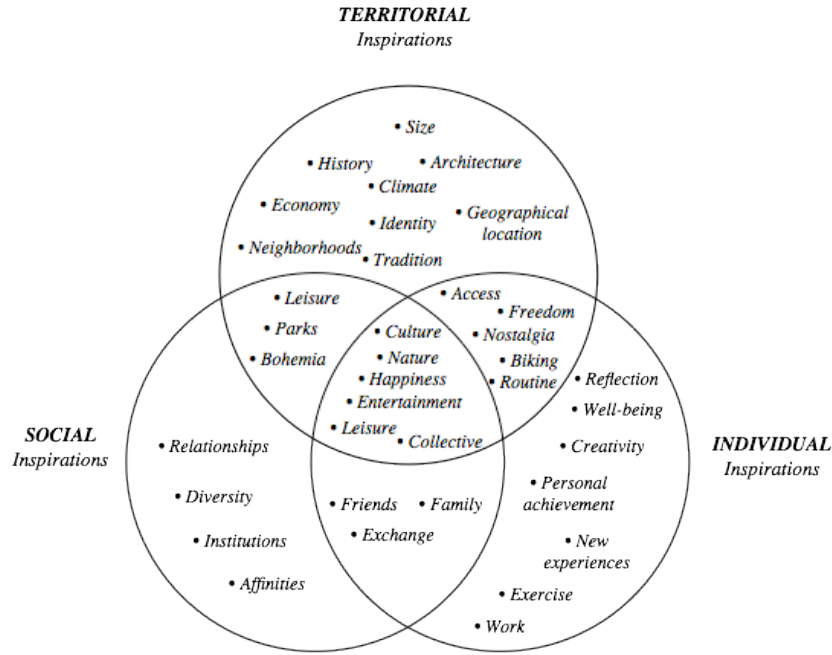 TERRITORIAL
Inspirations
• Size
• History
• Architecture
• Climate
• Economy
• Identity
• Geographical
location
• Neighborhoods
• Tradition
• Leisure
• Parks
• Bohemia
• Access
• Freedom
• Nostalgia
• Biking
• Routine
• Culture
• Nature
• Happiness
• Entertainment
• Leisure
• Collective
SOCIAL
Inspirations
• Relationships
• Diversity
• Institutions
• Affinities
• Friends
• Family
• Exchange
INDIVIDUAL
Inspirations
• Reflection
• Well-being
• Creativity
• Personal
achievement
• New
experiences
• Exercise
• Work